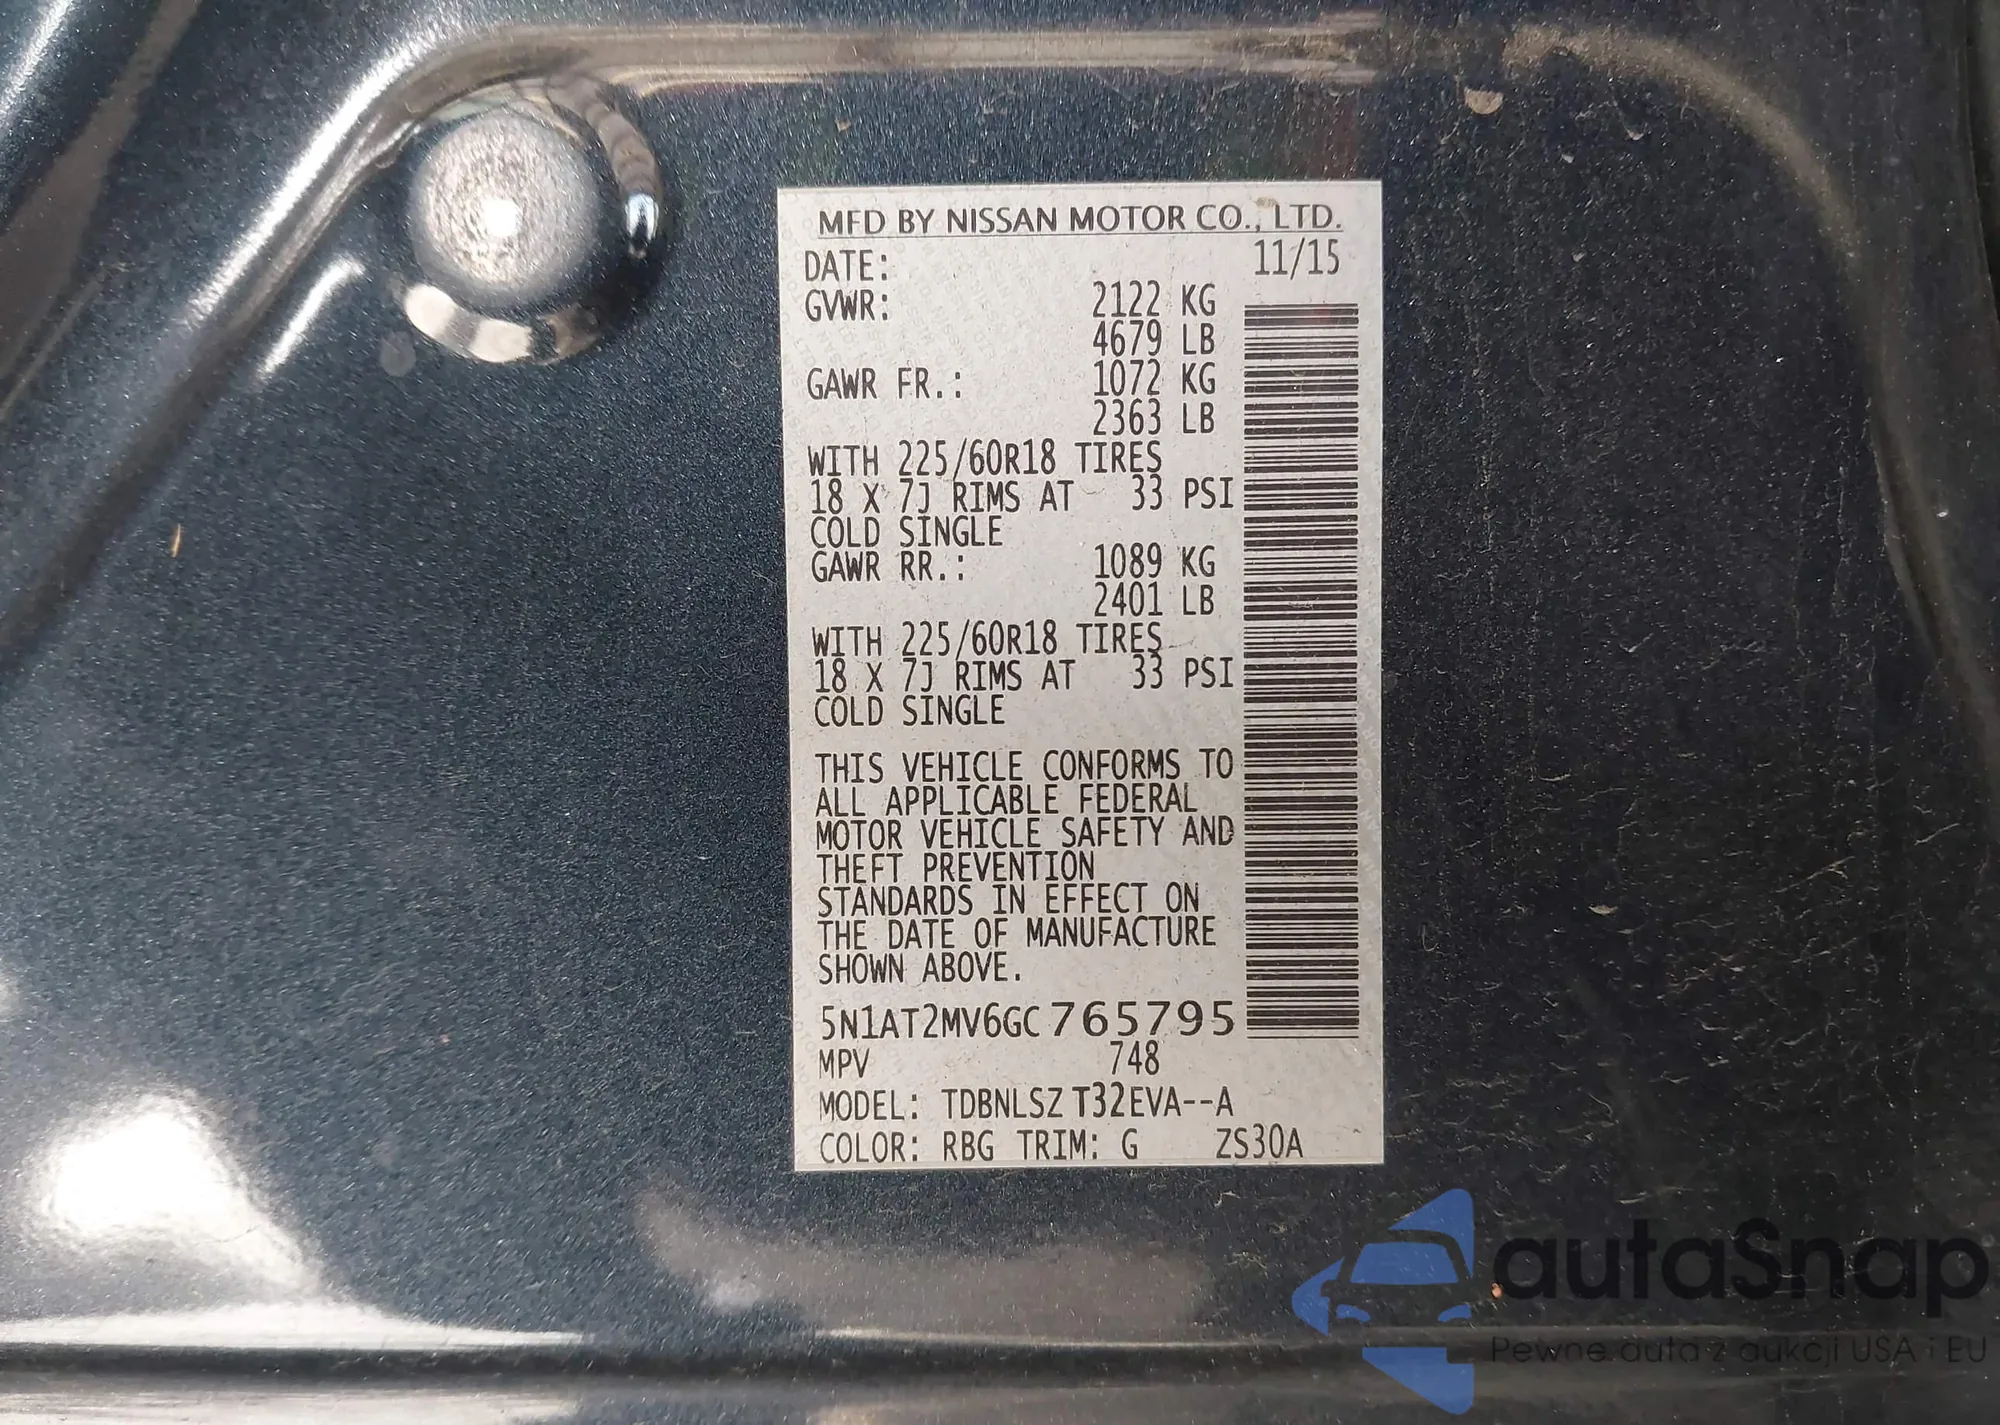 MFD BY NISSAN MOTOR CO., LTD.
DATE: 11/15
GVWR: 2122 KG
4679 LB
GAWR FR.: 1072 KG
2363 LB
WITH 225/60R18 TIRES
18 X 7J RIMS AT 33 PSI
COLD SINGLE
GAWR RR.: 1089 KG
2401 LB
WITH 225/60R18 TIRES
18 X 7J RIMS AT 33 PSI
COLD SINGLE
THIS VEHICLE CONFORMS TO
ALL APPLICABLE FEDERAL
MOTOR VEHICLE SAFETY AND
THEFT PREVENTION
STANDARDS IN EFFECT ON
THE DATE OF MANUFACTURE
SHOWN ABOVE.
5N1AT2MV6GC765795
MPV 748
MODEL: TDBNLSZ T32EVA--A
COLOR: RBG TRIM: G ZS30A
autaSnap
Pewne auta z aukcji USA i EU